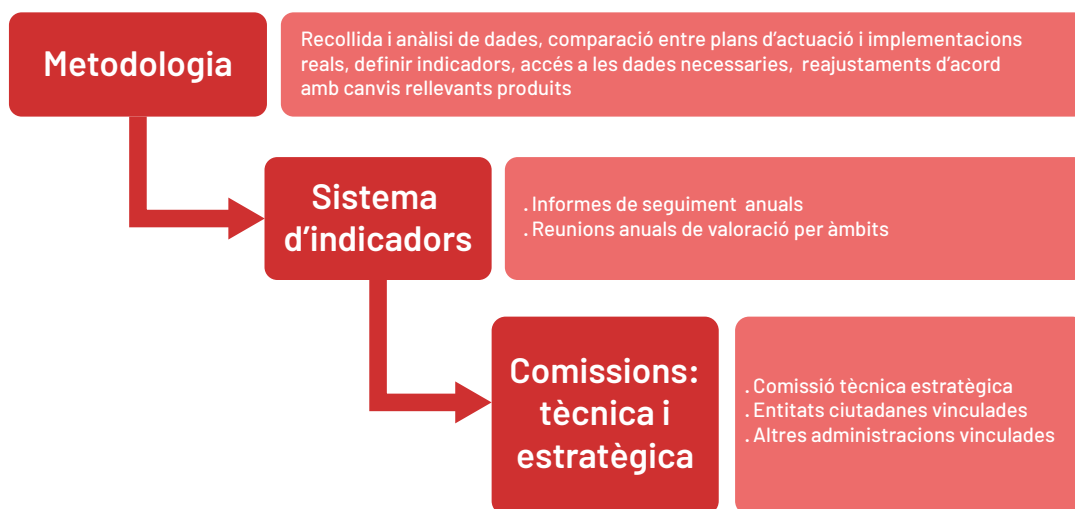 Metodologia
Recollida i anàlisi de dades, comparació entre plans d’actuació i implementacions
reals, definir indicadors, accés a les dades necessaries, reajustaments d’acord
amb canvis rellevants produits
Sistema
d’indicadors
. Informes de seguiment anuals
. Reunions anuals de valoració per àmbits
Comissions:
tècnica i
estratègica
. Comissió tècnica estratègica
. Entitats ciutadanes vinculades
. Altres administracions vinculades